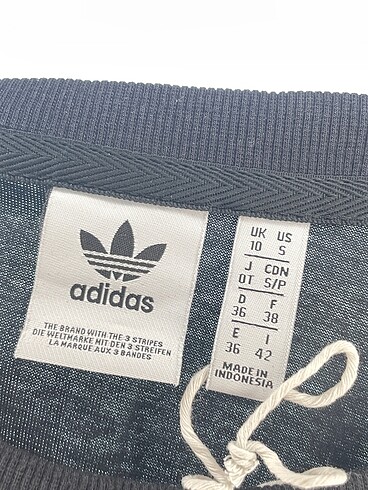 adidas
THE BRAND WITH THE 3 STRIPES
DIE WELTMARKE MIT DEN 3 STREIFEN
LA MARQUE AUX 3 BANDES
UK US
10 S
J CDN
OT S/P
D F
36 38
E I
36 42
MADE IN
INDONESIA